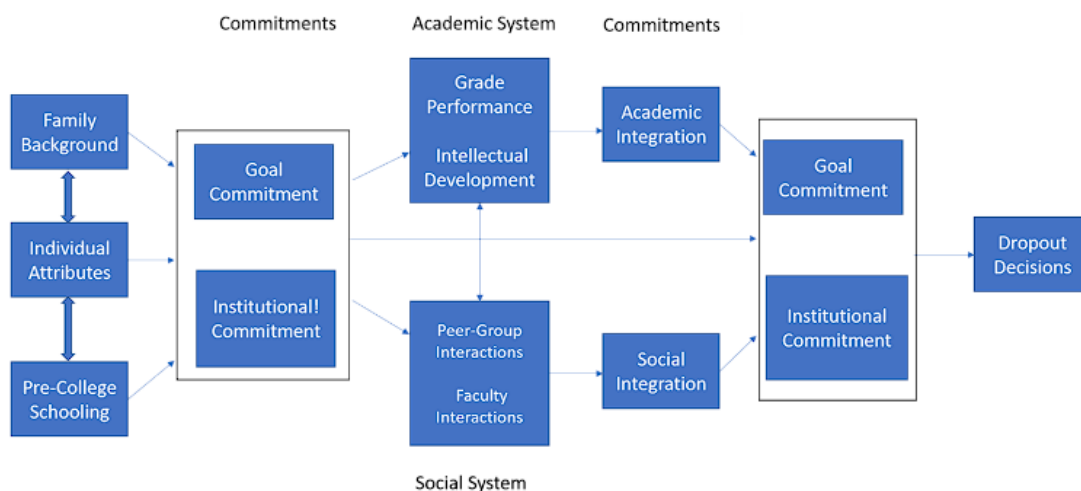 Commitments
Academic System
Commitments
Family
Background
Individual
Attributes
Pre-College
Schooling
Goal
Commitment
Institutional!
Commitment
Grade
Performance
Intellectual
Development
Peer-Group
Interactions
Faculty
Interactions
Social System
Academic
Integration
Social
Integration
Goal
Commitment
Institutional
Commitment
Dropout
Decisions